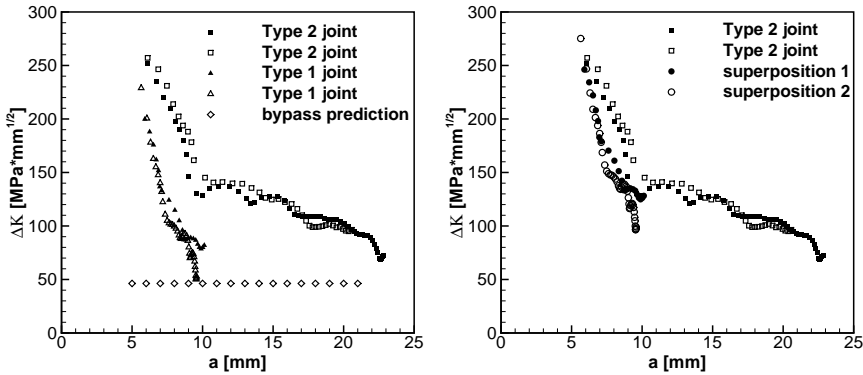 300
250
200
150
100
50
0
0 5 10 15 20 25
a [mm]
ΔK [MPa*mm^1/2]
Type 2 joint
Type 2 joint
Type 1 joint
Type 1 joint
bypass prediction
300
250
200
150
100
50
0
0 5 10 15 20 25
a [mm]
ΔK [MPa*mm^1/2]
Type 2 joint
Type 2 joint
superposition 1
superposition 2